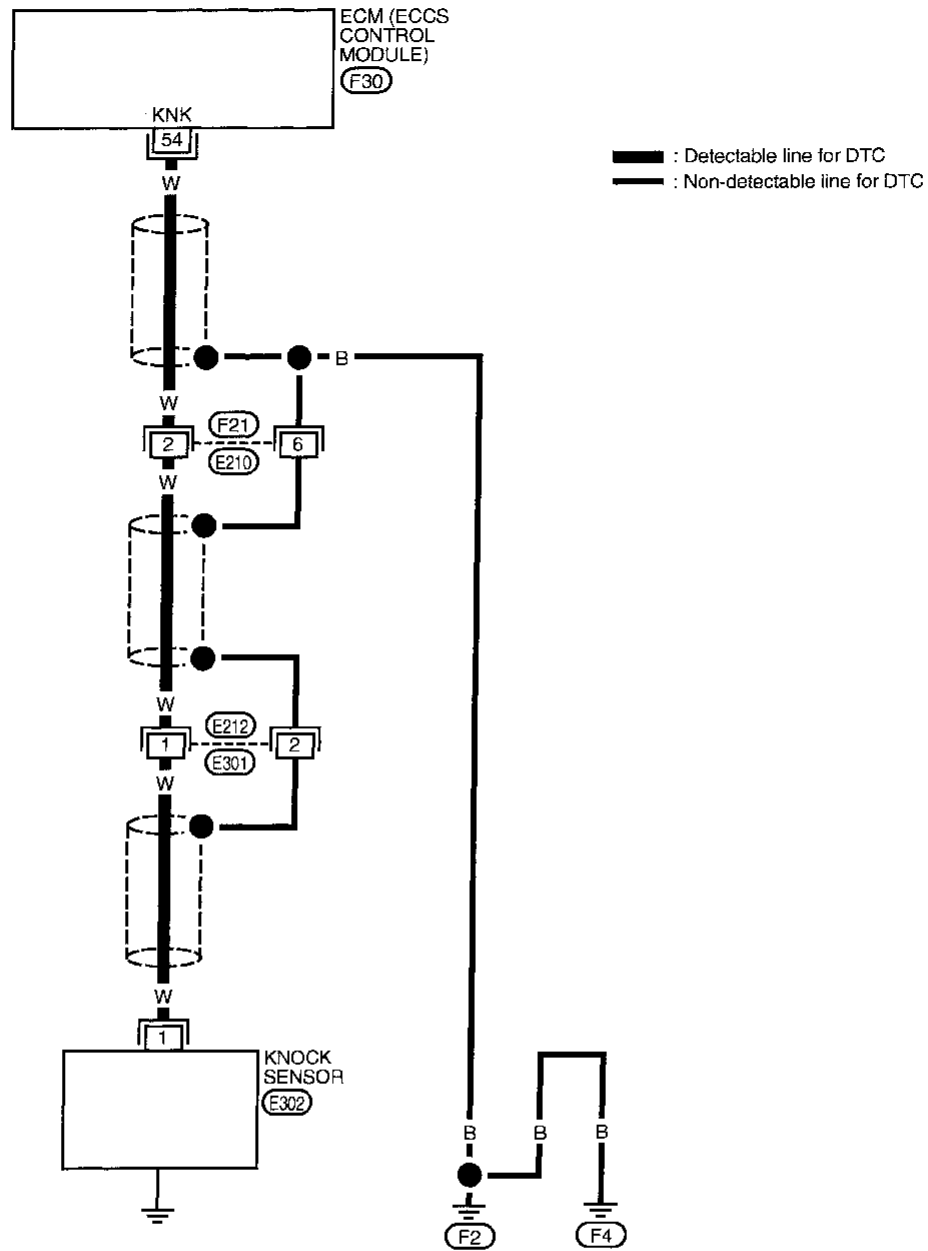 ECM (ECCS
CONTROL
MODULE)
F30
KNK
54
W
: Detectable line for DTC
: Non-detectable line for DTC
B
W
F21
2
6
E210
W
W
E212
1
2
E301
W
W
1
KNOCK
SENSOR
E302
B
B
B
F2
F4